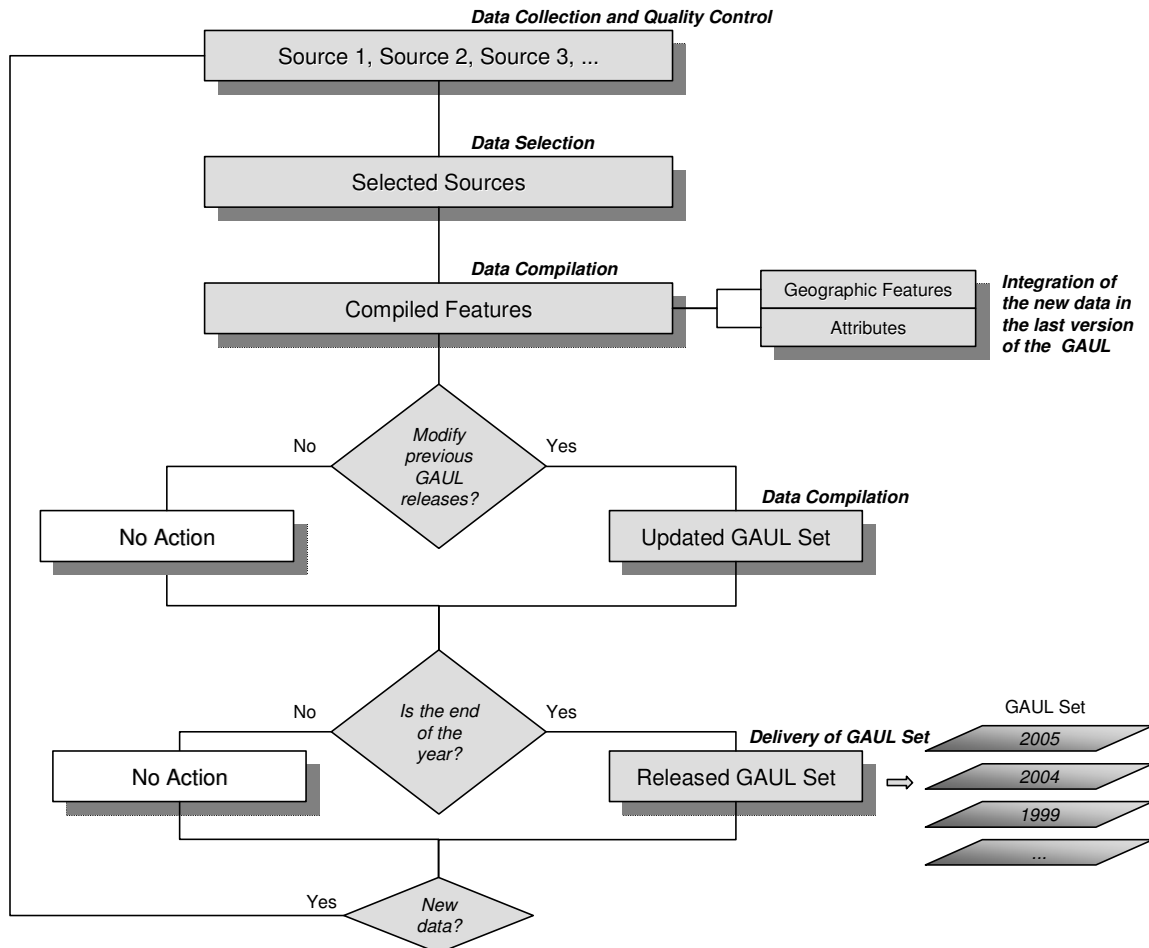 Data Collection and Quality Control
Source 1, Source 2, Source 3, ...
Data Selection
Selected Sources
Data Compilation
Compiled Features
Geographic Features
Attributes
Integration of
the new data in
the last version
of the GAUL
No
Modify
previous
GAUL
releases?
Yes
Data Compilation
No Action
Updated GAUL Set
No
Is the end
of the
year?
Yes
Delivery of GAUL Set
No Action
Released GAUL Set
GAUL Set
2005
2004
1999
...
Yes
New
data?